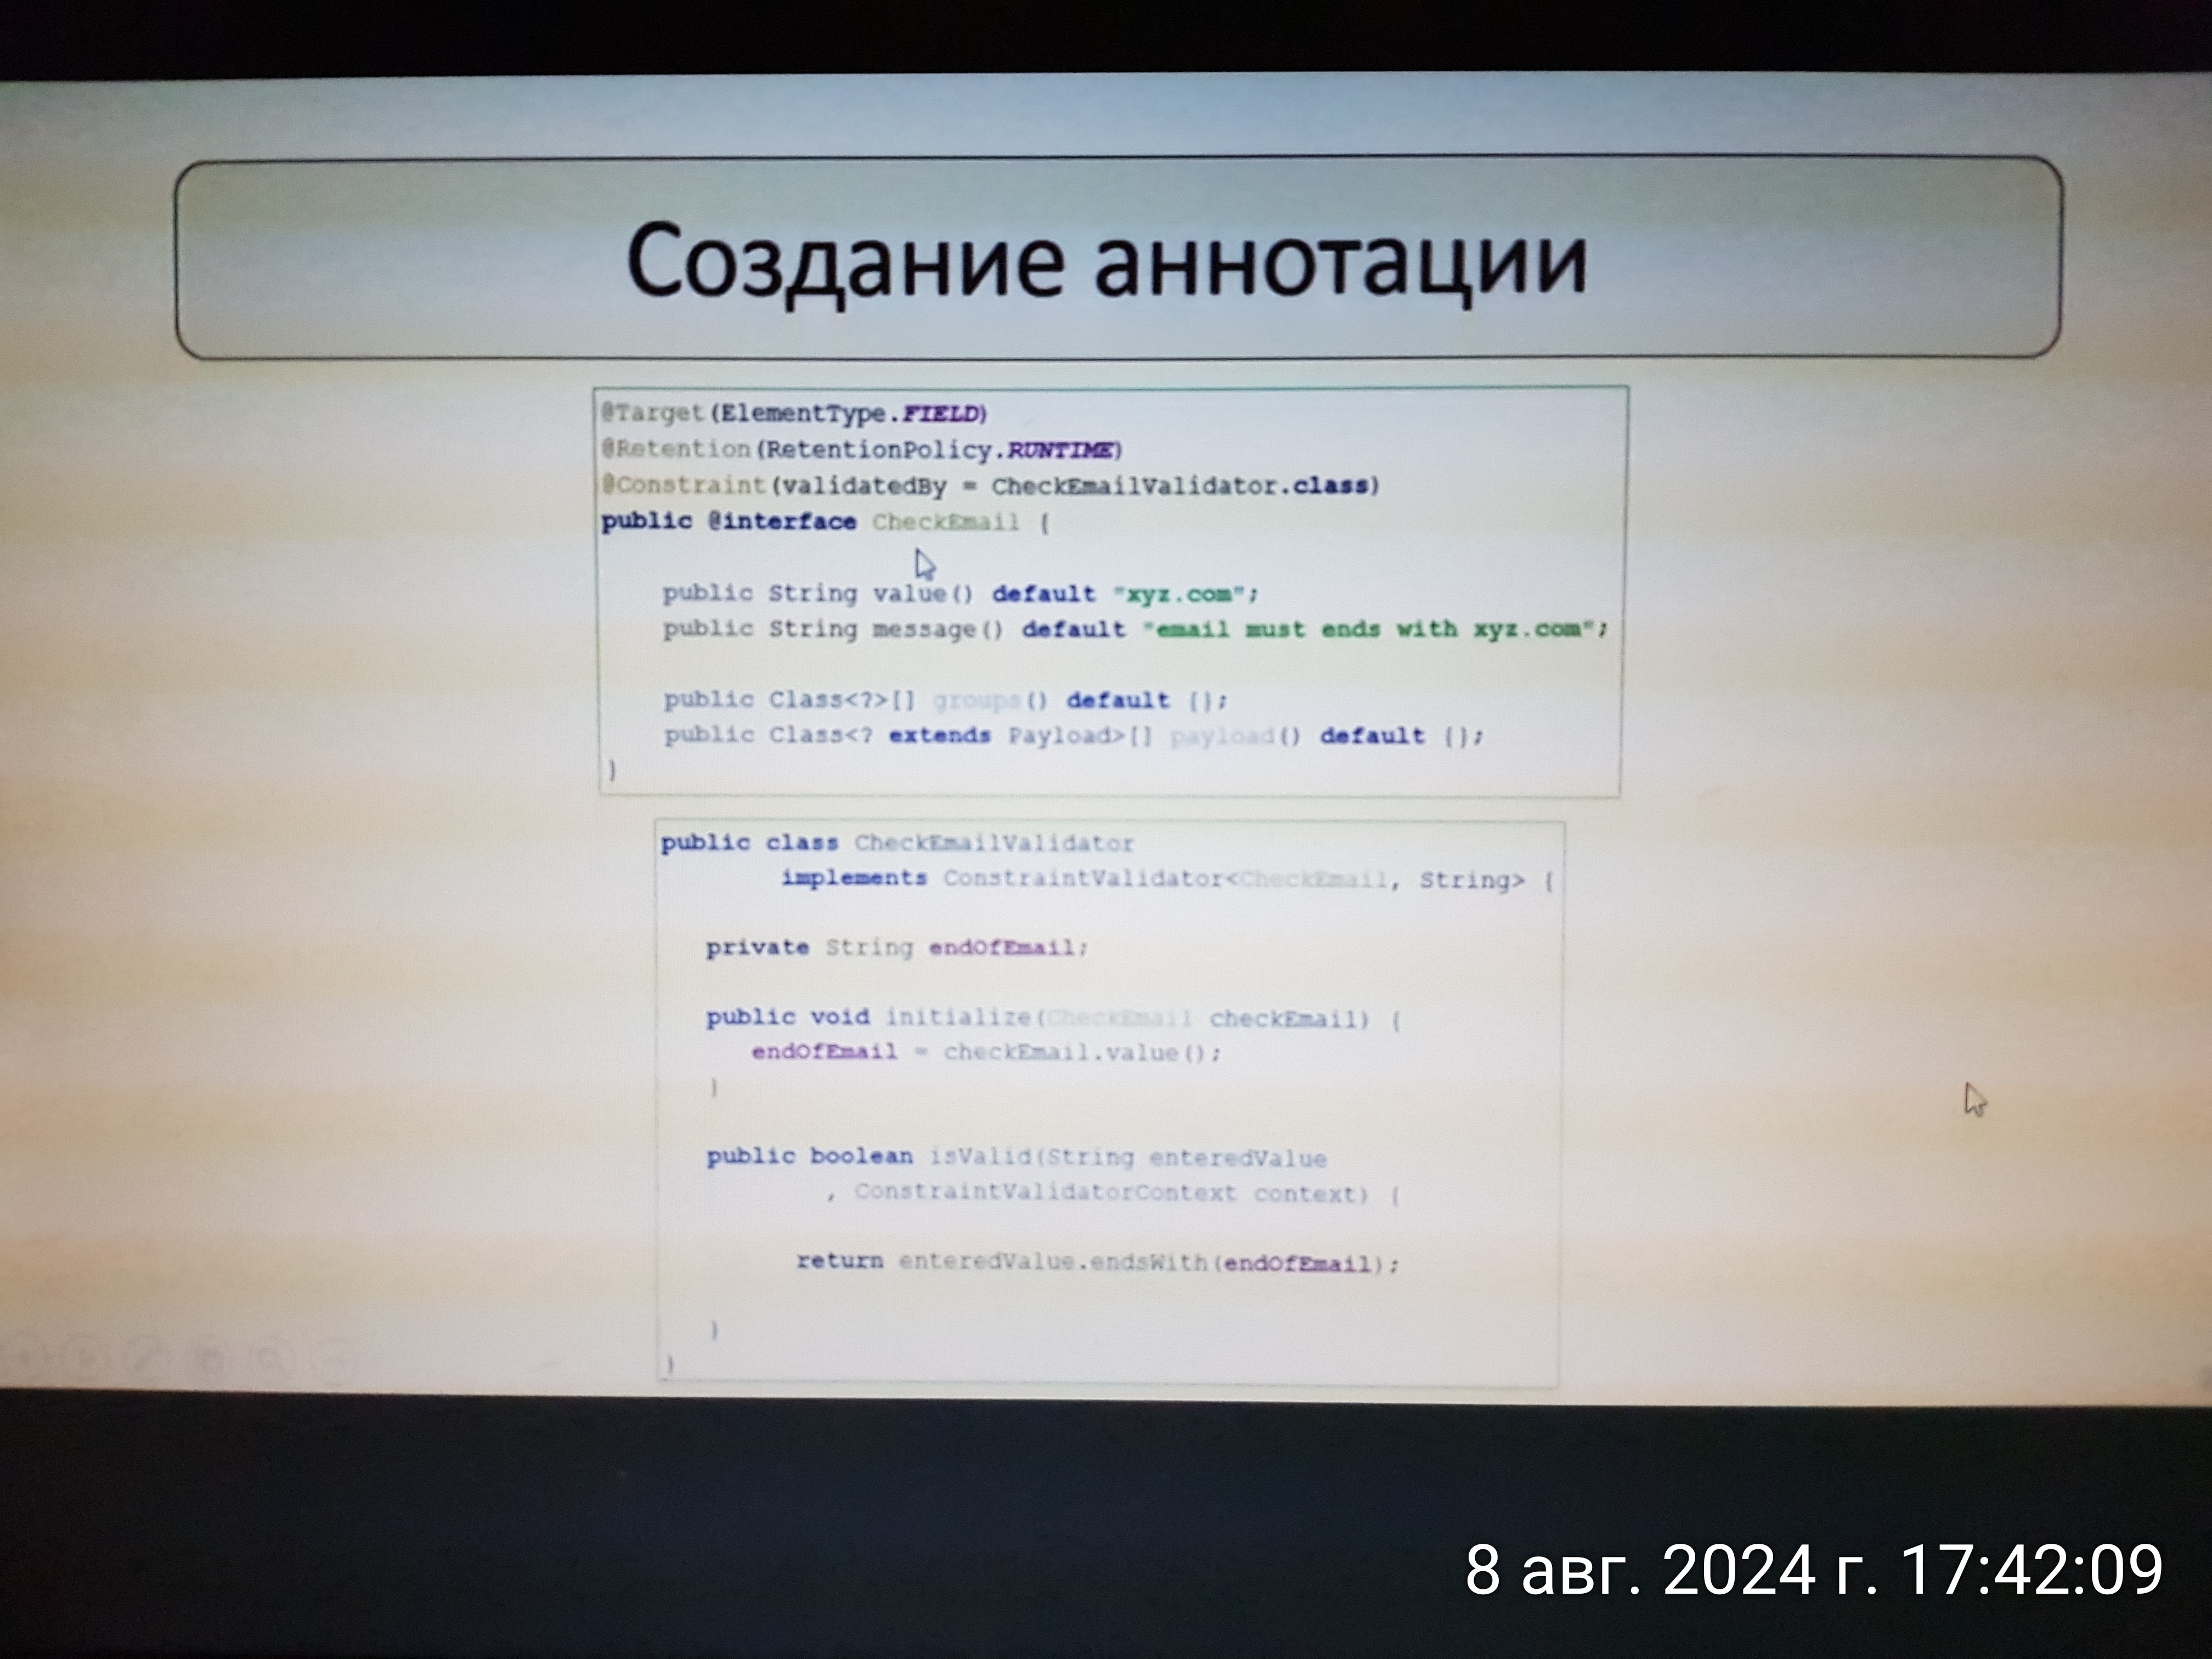 Создание аннотации
@Target(ElementType.FIELD)
@Retention(RetentionPolicy.RUNTIME)
@Constraint(validatedBy = CheckEmailValidator.class)
public @interface CheckEmail {
public String value() default "xyz.com";
public String message() default "email must ends with xyz.com";
public Class<?>[] groups() default {};
public Class<? extends Payload>[] payload() default {};
}
public class CheckEmailValidator
implements ConstraintValidator<CheckEmail, String> {
private String endOfEmail;
public void initialize(CheckEmail checkEmail) {
endOfEmail = checkEmail.value();
}
public boolean isValid(String enteredValue
, ConstraintValidatorContext context) {
return enteredValue.endsWith(endOfEmail);
}
}
8 авг. 2024 г. 17:42:09